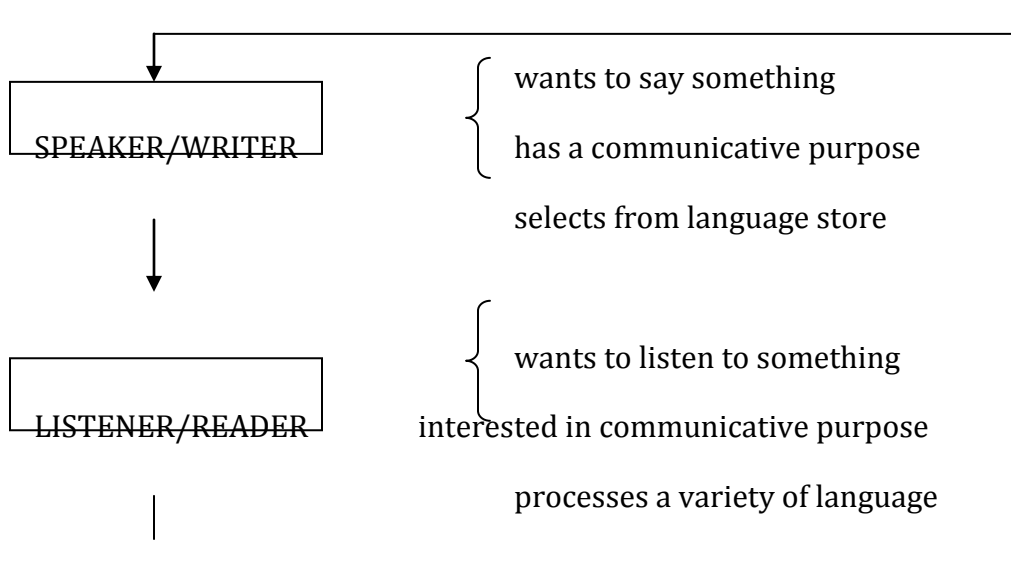 wants to say something
SPEAKER/WRITER has a communicative purpose
selects from language store
wants to listen to something
LISTENER/READER interested in communicative purpose
processes a variety of language